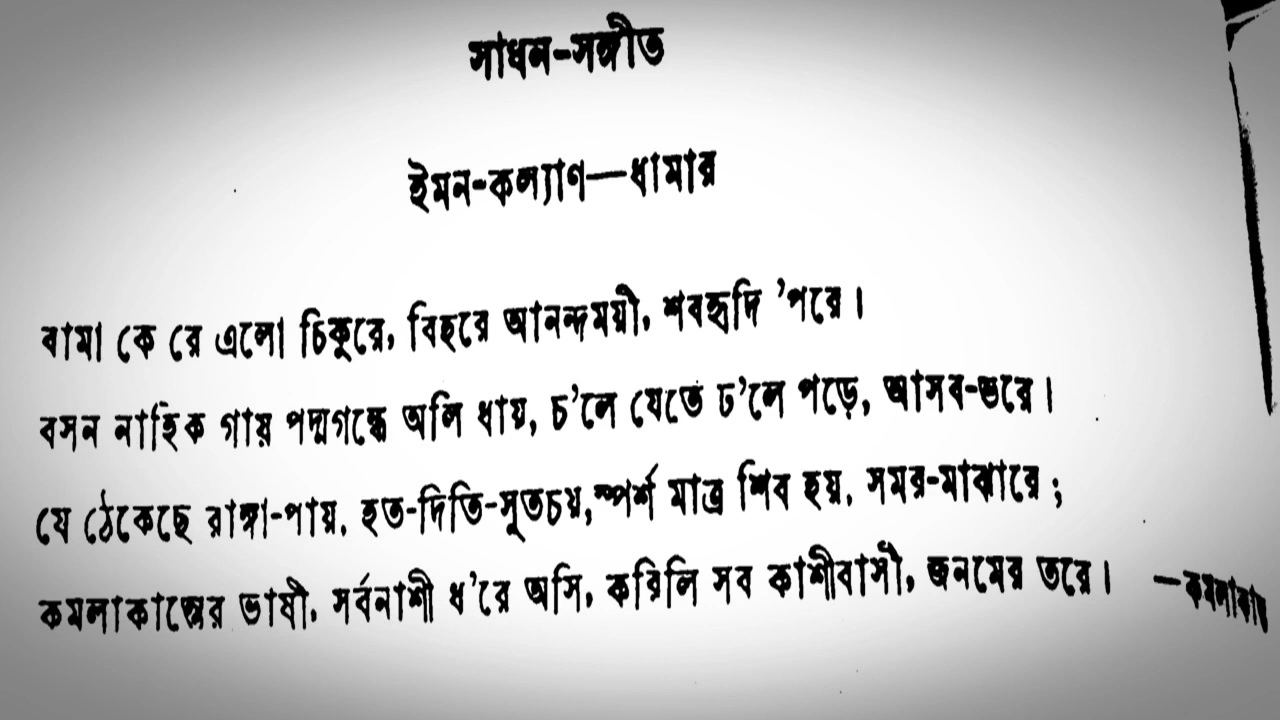 সাধন-সঙ্গীত
ইমন-কল্যাণ—ধামার
বামা কে রে এলো চিকুরে, বিহরে আনন্দময়ী, শবহৃদি ’পরে।
বসন নাহিক গায় পদ্মগন্ধে অলি ধায়, চ’লে যেতে ঢ’লে পড়ে, আসব-ভরে।
যে ঠেকেছে রাঙ্গা-পায়, হত-দিতি-সুতচয়, স্পর্শ মাত্র শিব হয়, সমর-মাঝারে;
কমলাকান্তের ভাষী, সর্বনাশী ধ’রে অসি, করিলি সব কাশীবাসী, জনমের তরে। —